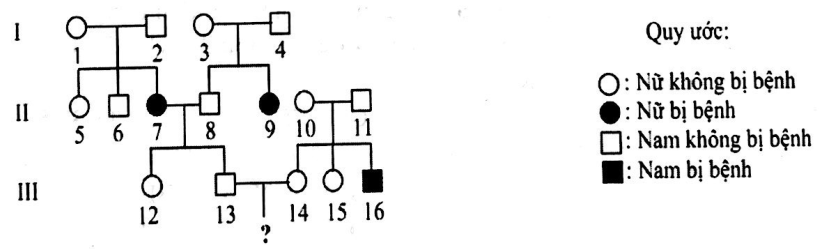 I
1 2 3 4
Quy ước:
II
5 6 7 8 9 10 11
III
12 13 14 15 16
?
: Nữ không bị bệnh
: Nữ bị bệnh
: Nam không bị bệnh
: Nam bị bệnh